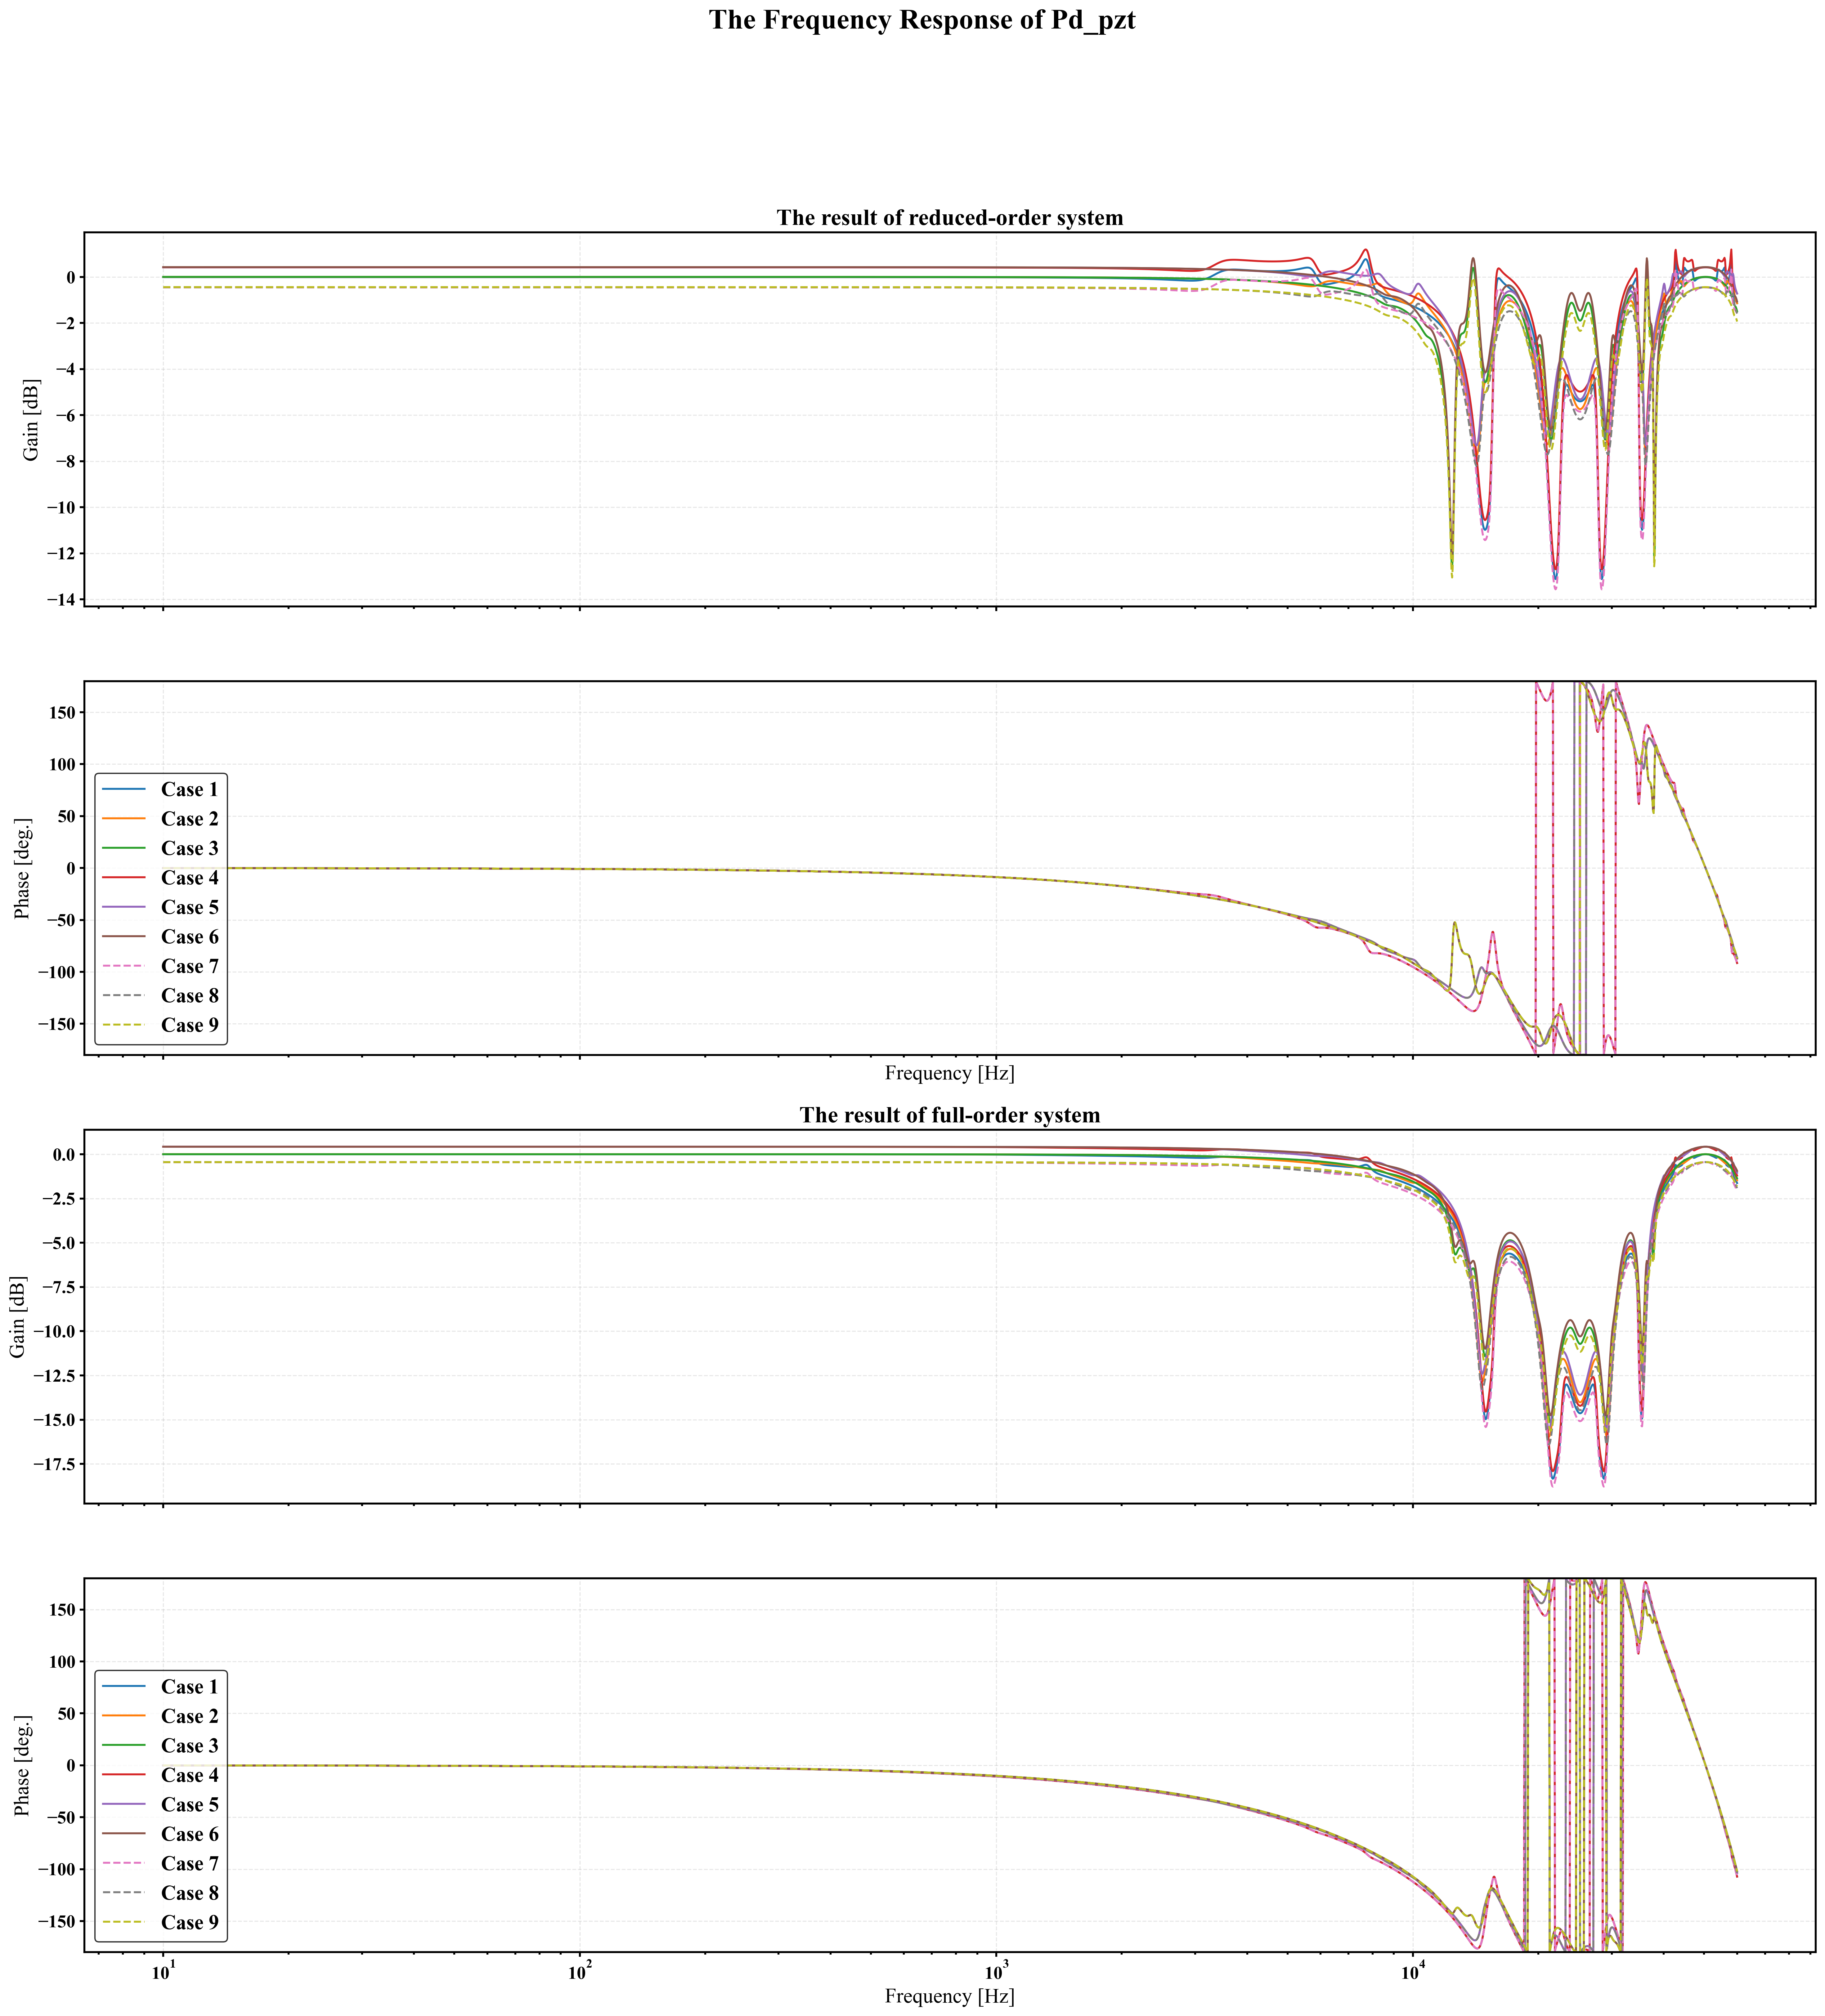 The Frequency Response of Pd_pzt
The result of reduced-order system
Gain [dB]
0
−2
−4
−6
−8
−10
−12
−14
Phase [deg.]
150
100
50
0
−50
−100
−150
Case 1
Case 2
Case 3
Case 4
Case 5
Case 6
Case 7
Case 8
Case 9
Frequency [Hz]
The result of full-order system
Gain [dB]
0.0
−2.5
−5.0
−7.5
−10.0
−12.5
−15.0
−17.5
Phase [deg.]
150
100
50
0
−50
−100
−150
Case 1
Case 2
Case 3
Case 4
Case 5
Case 6
Case 7
Case 8
Case 9
10¹ 10² 10³ 10⁴
Frequency [Hz]